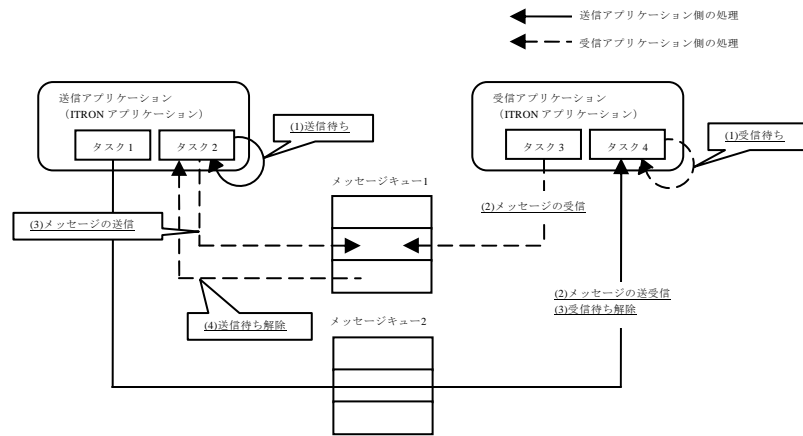 送信アプリケーション側の処理
受信アプリケーション側の処理
送信アプリケーション
（ITRON アプリケーション）
タスク1
タスク2
(1)送信待ち
受信アプリケーション
（ITRON アプリケーション）
タスク3
タスク4
(1)受信待ち
メッセージキュー1
(2)メッセージの受信
(3)メッセージの送信
(2)メッセージの送受信
(3)受信待ち解除
(4)送信待ち解除
メッセージキュー2